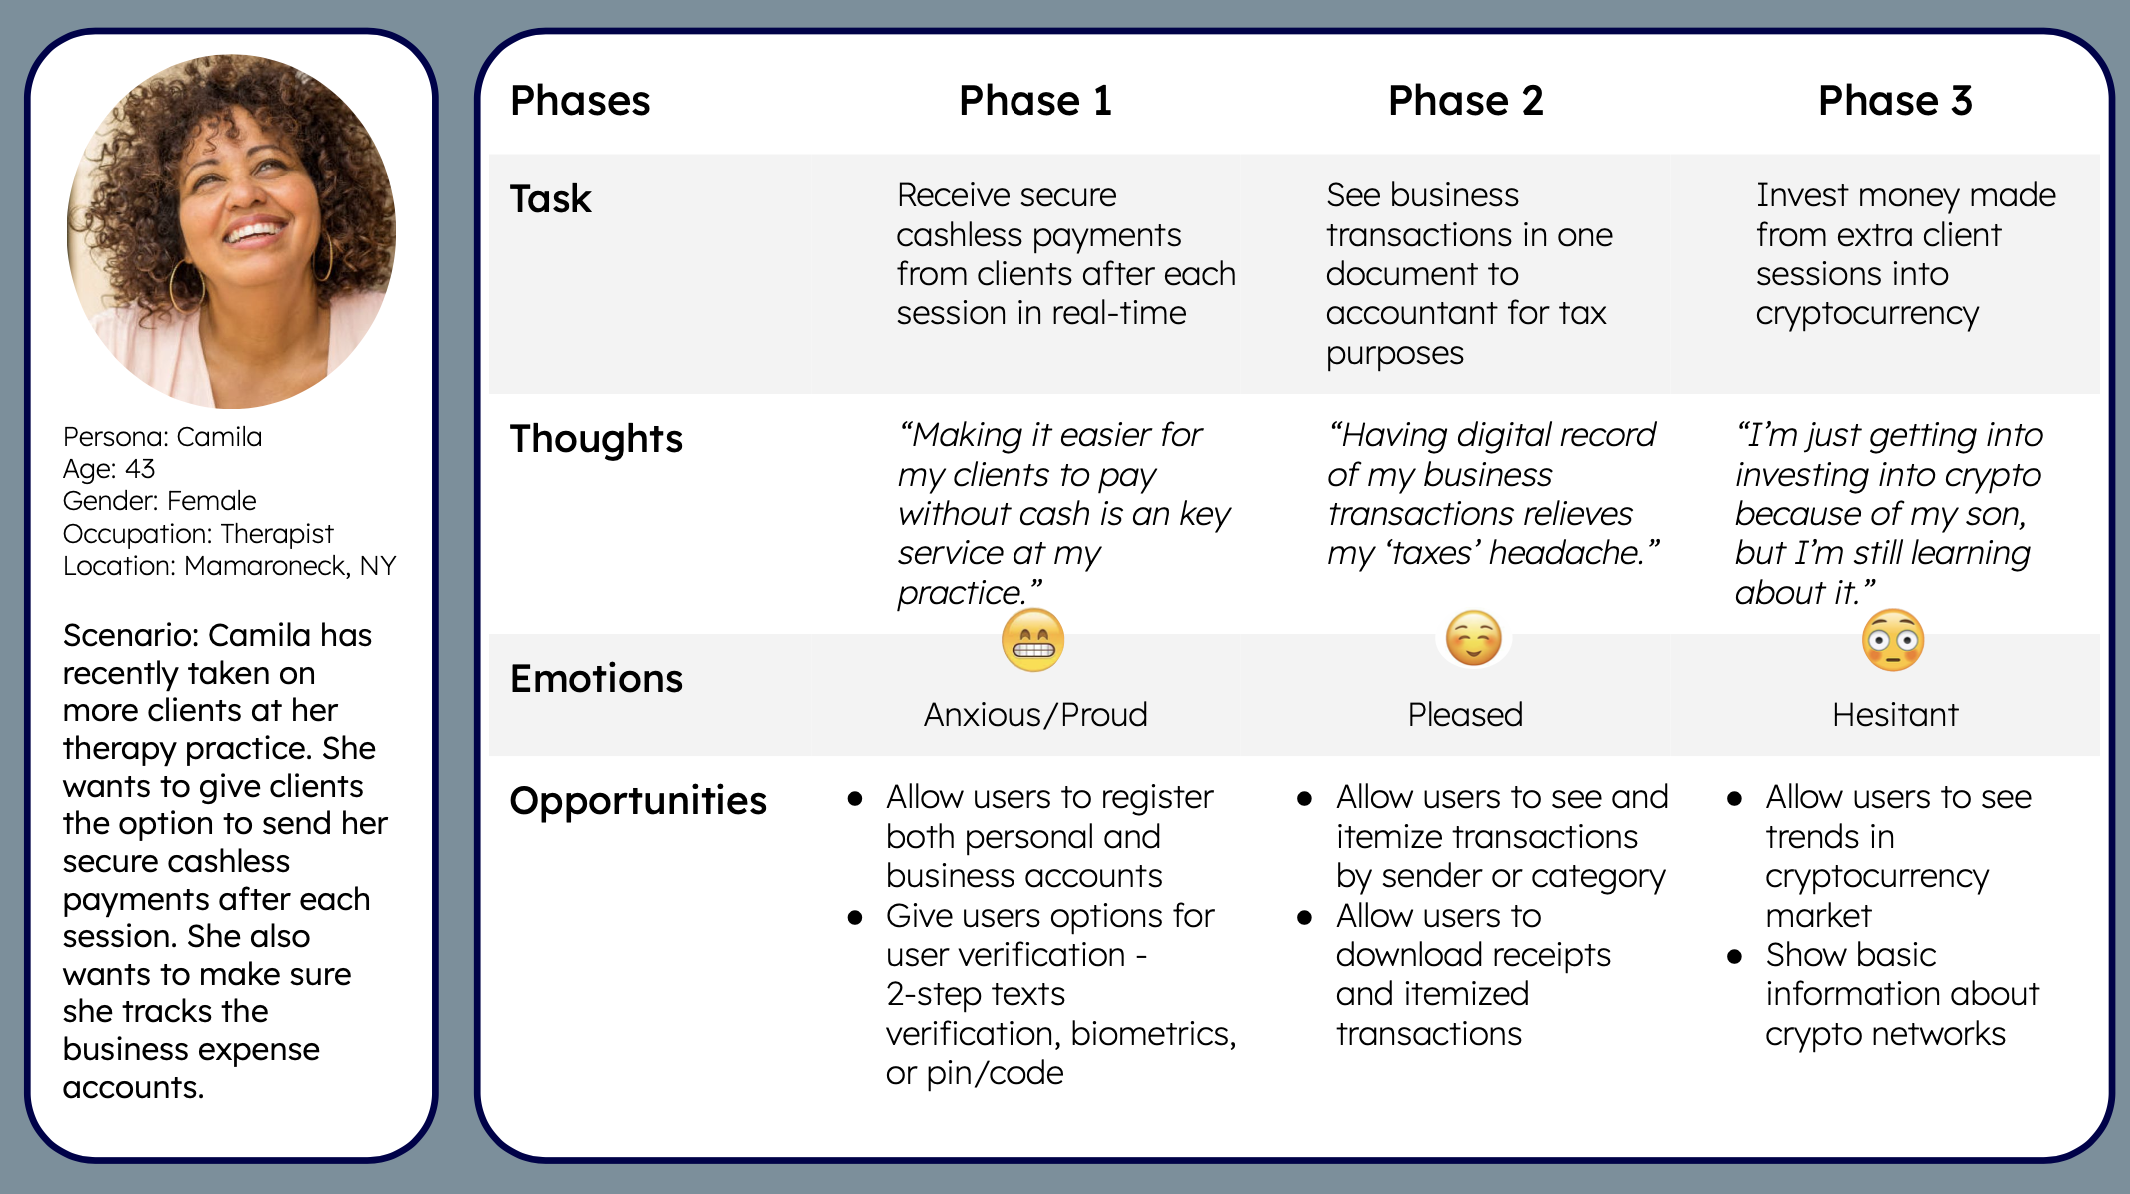 Persona: Camila
Age: 43
Gender: Female
Occupation: Therapist
Location: Mamaroneck, NY
Scenario: Camila has
recently taken on
more clients at her
therapy practice. She
wants to give clients
the option to send her
secure cashless
payments after each
session. She also
wants to make sure
she tracks the
business expense
accounts.
Phases
Phase 1
Phase 2
Phase 3
Task
Receive secure
cashless payments
from clients after each
session in real-time
See business
transactions in one
document to
accountant for tax
purposes
Invest money made
from extra client
sessions into
cryptocurrency
Thoughts
“Making it easier for
my clients to pay
without cash is an key
service at my
practice.”
“Having digital record
of my business
transactions relieves
my ‘taxes’ headache.”
“I’m just getting into
investing into crypto
because of my son,
but I’m still learning
about it.”
Emotions
Anxious/Proud
Pleased
Hesitant
Opportunities
● Allow users to register
both personal and
business accounts
● Give users options for
user verification -
2-step texts
verification, biometrics,
or pin/code
● Allow users to see and
itemize transactions
by sender or category
● Allow users to
download receipts
and itemized
transactions
● Allow users to see
trends in
cryptocurrency
market
● Show basic
information about
crypto networks